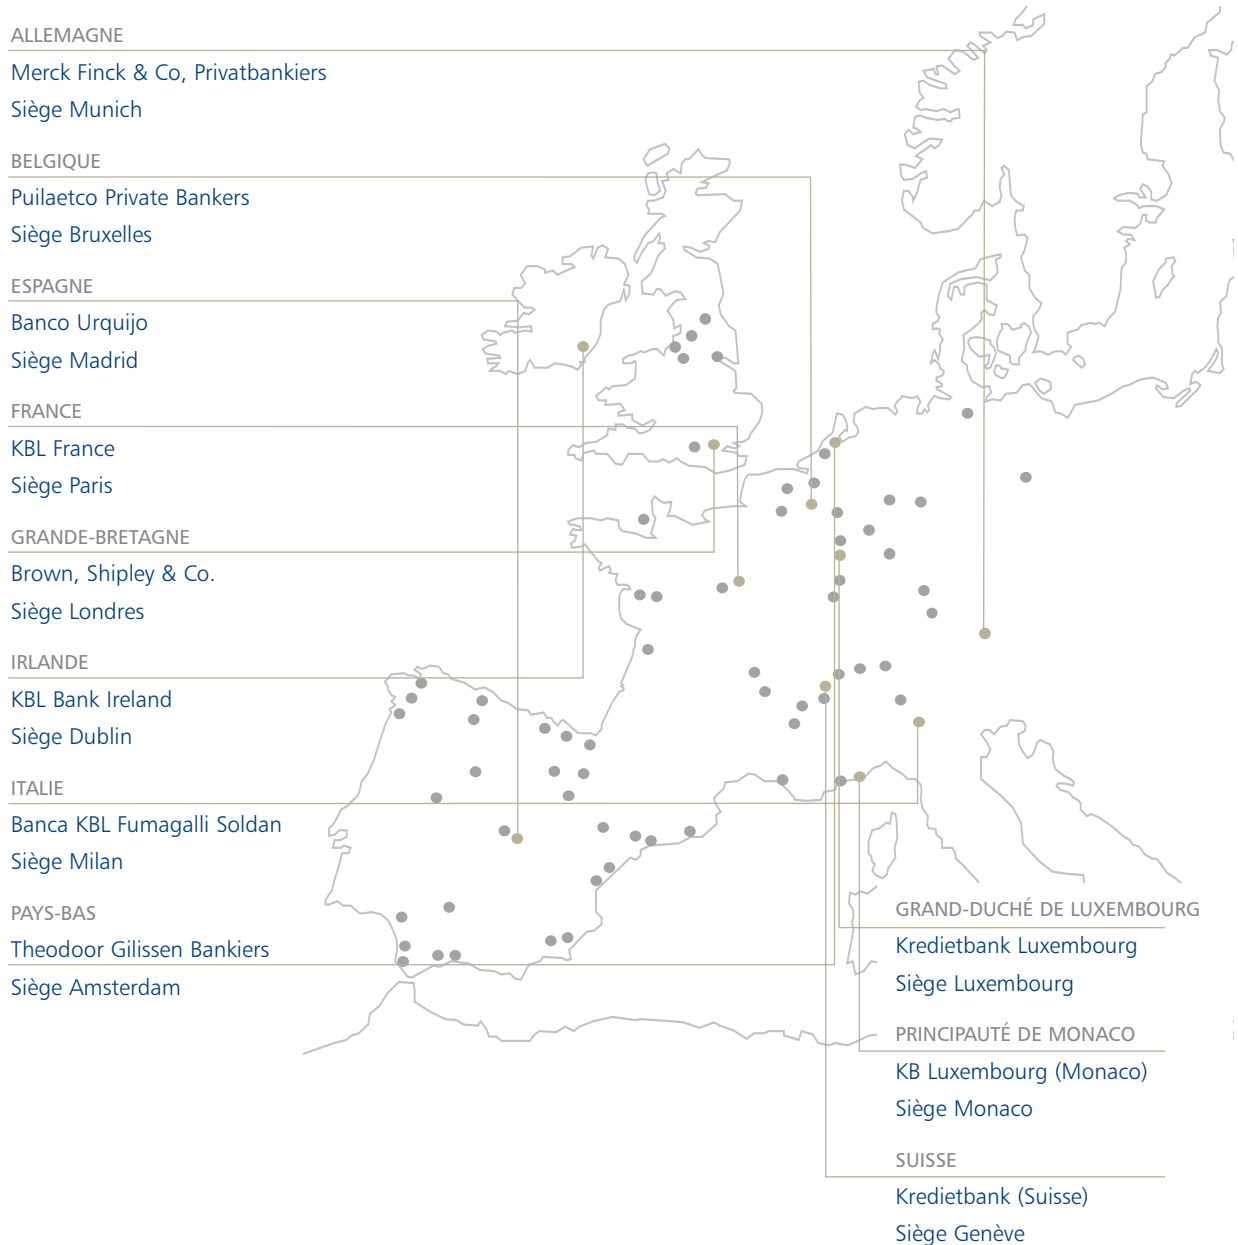 ALLEMAGNE
Merck Finck & Co, Privatbankiers
Siège Munich
BELGIQUE
Puilaetco Private Bankers
Siège Bruxelles
ESPAGNE
Banco Urquijo
Siège Madrid
FRANCE
KBL France
Siège Paris
GRANDE-BRETAGNE
Brown, Shipley & Co.
Siège Londres
IRLANDE
KBL Bank Ireland
Siège Dublin
ITALIE
Banca KBL Fumagalli Soldan
Siège Milan
PAYS-BAS
Theodoor Gilissen Bankiers
Siège Amsterdam
GRAND-DUCHÉ DE LUXEMBOURG
Kredietbank Luxembourg
Siège Luxembourg
PRINCIPAUTÉ DE MONACO
KB Luxembourg (Monaco)
Siège Monaco
SUISSE
Kredietbank (Suisse)
Siège Genève